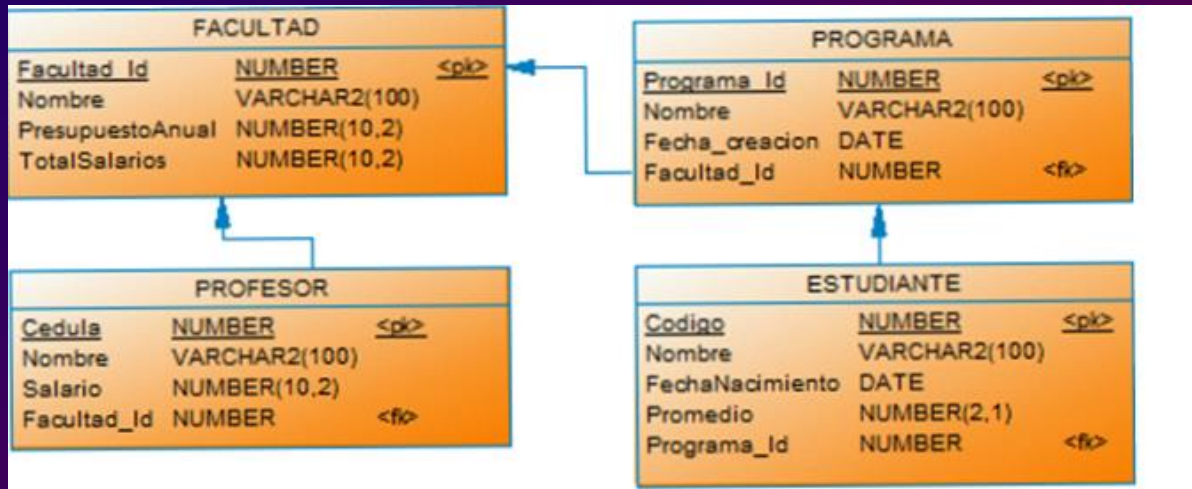 FACULTAD
Facultad_Id NUMBER <pk>
Nombre VARCHAR2(100)
PresupuestoAnual NUMBER(10,2)
TotalSalarios NUMBER(10,2)
PROGRAMA
Programa_Id NUMBER <pk>
Nombre VARCHAR2(100)
Fecha_creacion DATE
Facultad_Id NUMBER <fk>
PROFESOR
Cedula NUMBER <pk>
Nombre VARCHAR2(100)
Salario NUMBER(10,2)
Facultad_Id NUMBER <fk>
ESTUDIANTE
Codigo NUMBER <pk>
Nombre VARCHAR2(100)
FechaNacimiento DATE
Promedio NUMBER(2,1)
Programa_Id NUMBER <fk>